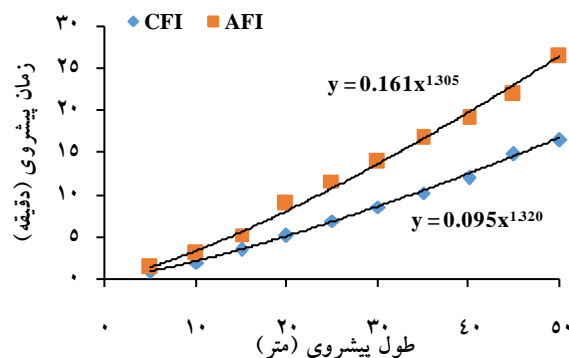 CFI AFI
زمان پیشروی (دقیقه)
۳۰
۲۵
۲۰
۱۵
۱۰
۵
۰
y = 0.161x^1.305
y = 0.095x^1.320
۰ ۱۰ ۲۰ ۳۰ ۴۰ ۵۰
طول پیشروی (متر)